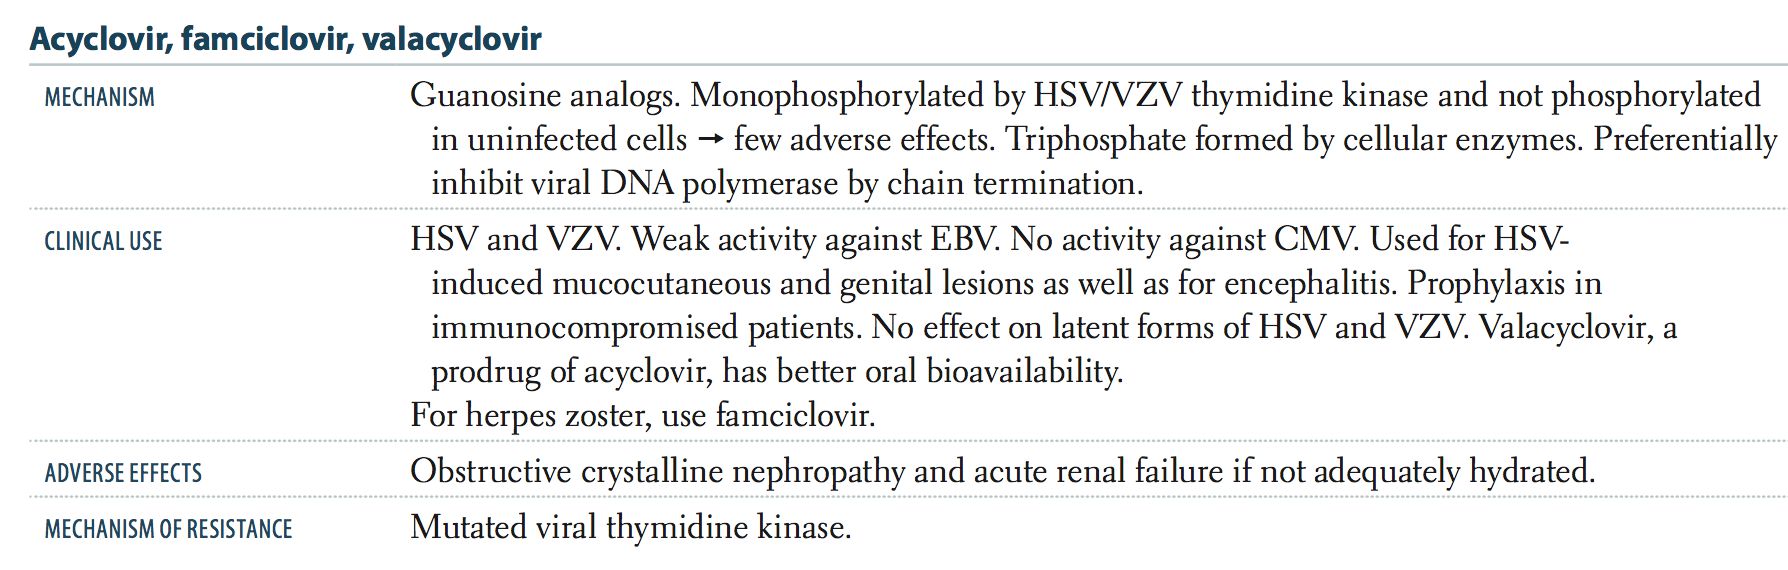 Acyclovir, famciclovir, valacyclovir
MECHANISM
Guanosine analogs. Monophosphorylated by HSV/VZV thymidine kinase and not phosphorylated
in uninfected cells → few adverse effects. Triphosphate formed by cellular enzymes. Preferentially
inhibit viral DNA polymerase by chain termination.
CLINICAL USE
HSV and VZV. Weak activity against EBV. No activity against CMV. Used for HSV-
induced mucocutaneous and genital lesions as well as for encephalitis. Prophylaxis in
immunocompromised patients. No effect on latent forms of HSV and VZV. Valacyclovir, a
prodrug of acyclovir, has better oral bioavailability.
For herpes zoster, use famciclovir.
ADVERSE EFFECTS
Obstructive crystalline nephropathy and acute renal failure if not adequately hydrated.
MECHANISM OF RESISTANCE
Mutated viral thymidine kinase.